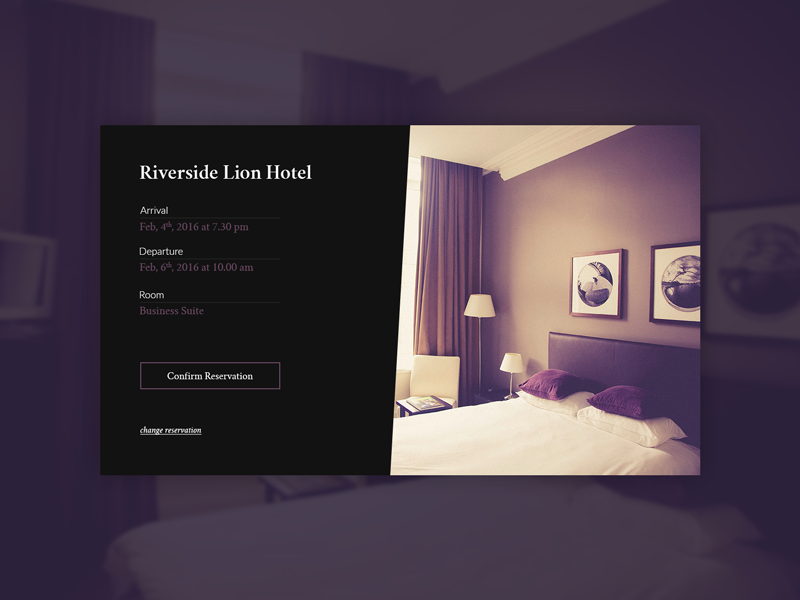 Riverside Lion Hotel
Arrival
Feb, 4th, 2016 at 7.30 pm
Departure
Feb, 6th, 2016 at 10.00 am
Room
Business Suite
Confirm Reservation
change reservation